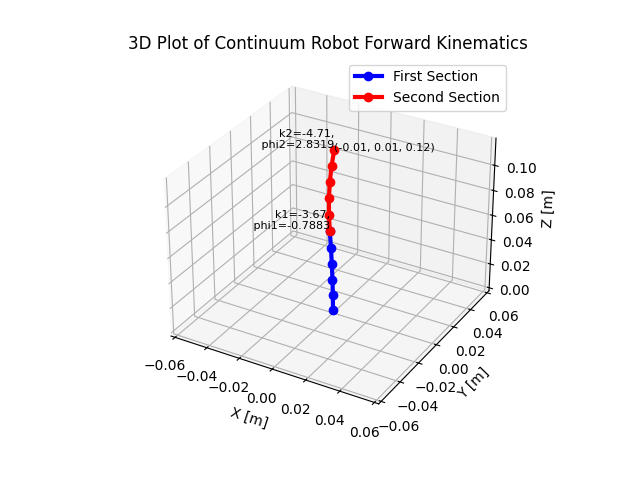 3D Plot of Continuum Robot Forward Kinematics
First Section
Second Section
k2=-4.71,
phi2=2.8319
(-0.01, 0.01, 0.12)
k1=-3.67,
phi1=-0.7883
0.10
0.08
0.06
0.04
0.02
0.00
Z [m]
0.06
0.04
0.02
0.00
−0.02
−0.04
−0.06
Y [m]
−0.06
−0.04
−0.02
0.00
0.02
0.04
0.06
X [m]